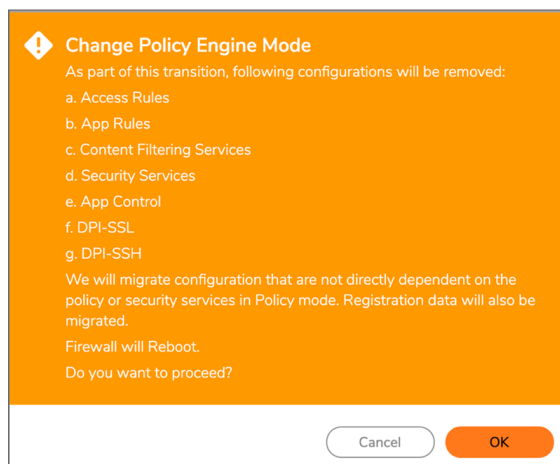 Change Policy Engine Mode
As part of this transition, following configurations will be removed:
a. Access Rules
b. App Rules
c. Content Filtering Services
d. Security Services
e. App Control
f. DPI-SSL
g. DPI-SSH
We will migrate configuration that are not directly dependent on the
policy or security services in Policy mode. Registration data will also be
migrated.
Firewall will Reboot.
Do you want to proceed?
Cancel
OK